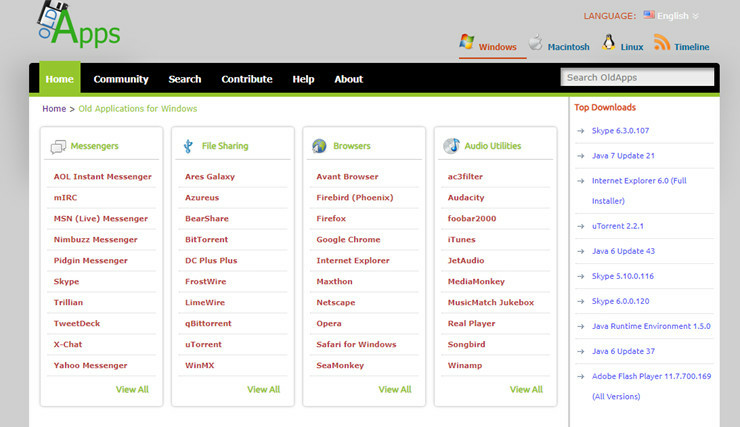 LANGUAGE: English
OLD
Apps
Windows Macintosh Linux Timeline
Home Community Search Contribute Help About Search OldApps
Home > Old Applications for Windows
Messengers
AOL Instant Messenger
mIRC
MSN (Live) Messenger
Nimbuzz Messenger
Pidgin Messenger
Skype
Trillian
TweetDeck
X-Chat
Yahoo Messenger
View All
File Sharing
Ares Galaxy
Azureus
BearShare
BitTorrent
DC Plus Plus
FrostWire
LimeWire
qBittorrent
uTorrent
WinMX
View All
Browsers
Avant Browser
Firebird (Phoenix)
Firefox
Google Chrome
Internet Explorer
Maxthon
Netscape
Opera
Safari for Windows
SeaMonkey
View All
Audio Utilities
ac3filter
Audacity
foobar2000
iTunes
JetAudio
MediaMonkey
MusicMatch Jukebox
Real Player
Songbird
Winamp
View All
Top Downloads
Skype 6.3.0.107
Java 7 Update 21
Internet Explorer 6.0 (Full
Installer)
uTorrent 2.2.1
Java 6 Update 43
Skype 5.10.0.116
Skype 6.0.0.120
Java Runtime Environment 1.5.0
Java 6 Update 37
Adobe Flash Player 11.7.700.169
(All Versions)